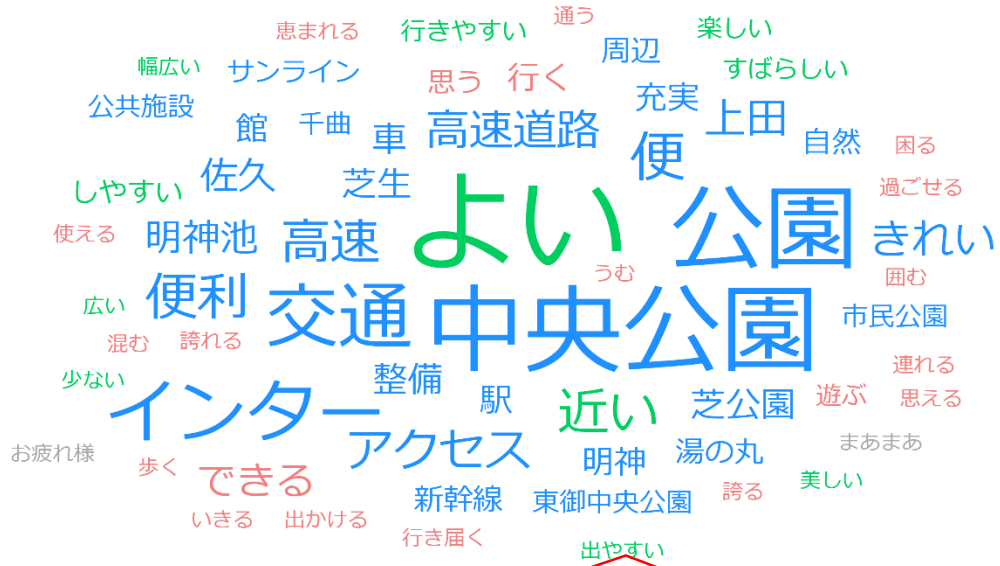 恵まれる
行きやすい
通う
楽しい
幅広い
サンライン
思う
行く
周辺
すばらしい
公共施設
館
千曲
車
高速道路
充実
上田
便
自然
困る
しやすい
佐久
芝生
よい
公園
過ごせる
使える
明神池
高速
きれい
うむ
囲む
広い
便利
交通
中央公園
市民公園
混む
誇れる
少ない
整備
駅
近い
芝公園
遊ぶ
連れる
思える
インター
アクセス
お疲れ様
歩く
できる
明神
湯の丸
まあまあ
美しい
新幹線
東御中央公園
誇る
いきる
出かける
行き届く
出やすい